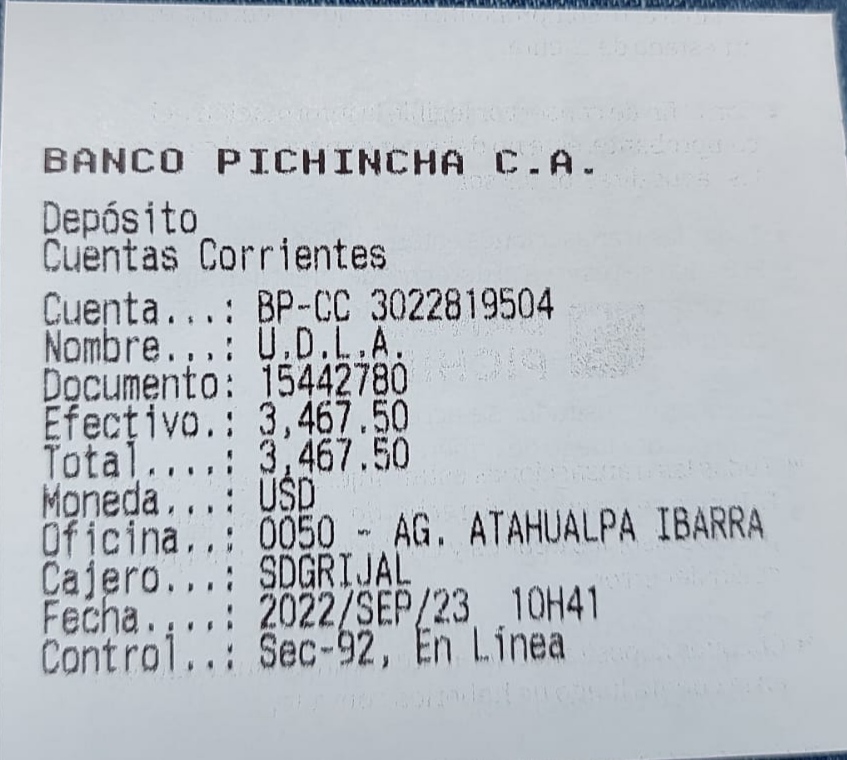 BANCO PICHINCHA C.A.
Depósito
Cuentas Corrientes
Cuenta...: BP-CC 3022819504
Nombre...: U.D.L.A.
Documento: 15442780
Efectivo.: 3,467.50
Total....: 3,467.50
Moneda...: USD
Oficina..: 0050 - AG. ATAHUALPA IBARRA
Cajero...: SDGRIJAL
Fecha....: 2022/SEP/23 10H41
Control..: Sec-92, En Línea